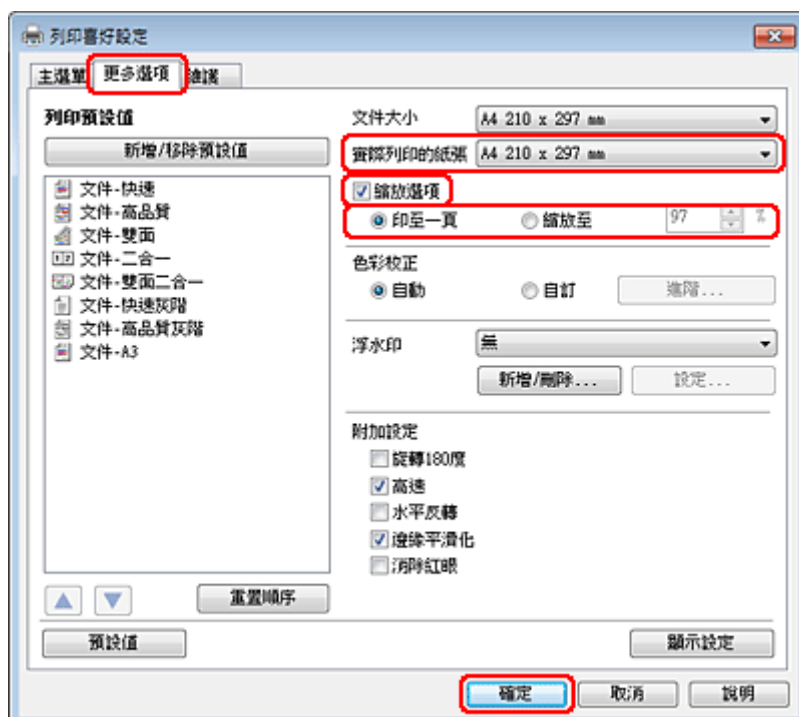 列印喜好設定
主選單 更多選項 維護
列印預設值
新增/移除預設值
文件-快速
文件-高品質
文件-雙面
文件-二合一
文件-雙面二合一
文件-快速灰階
文件-高品質灰階
文件-A3
重置順序
預設值
文件大小 A4 210 x 297 mm
實際列印的紙張 A4 210 x 297 mm
縮放選項
印至一頁 縮放至 97 %
色彩校正
自動 自訂 進階...
浮水印 無
新增/刪除... 設定...
附加設定
旋轉180度
高速
水平反轉
邊緣平滑化
消除紅眼
顯示設定
確定 取消 說明